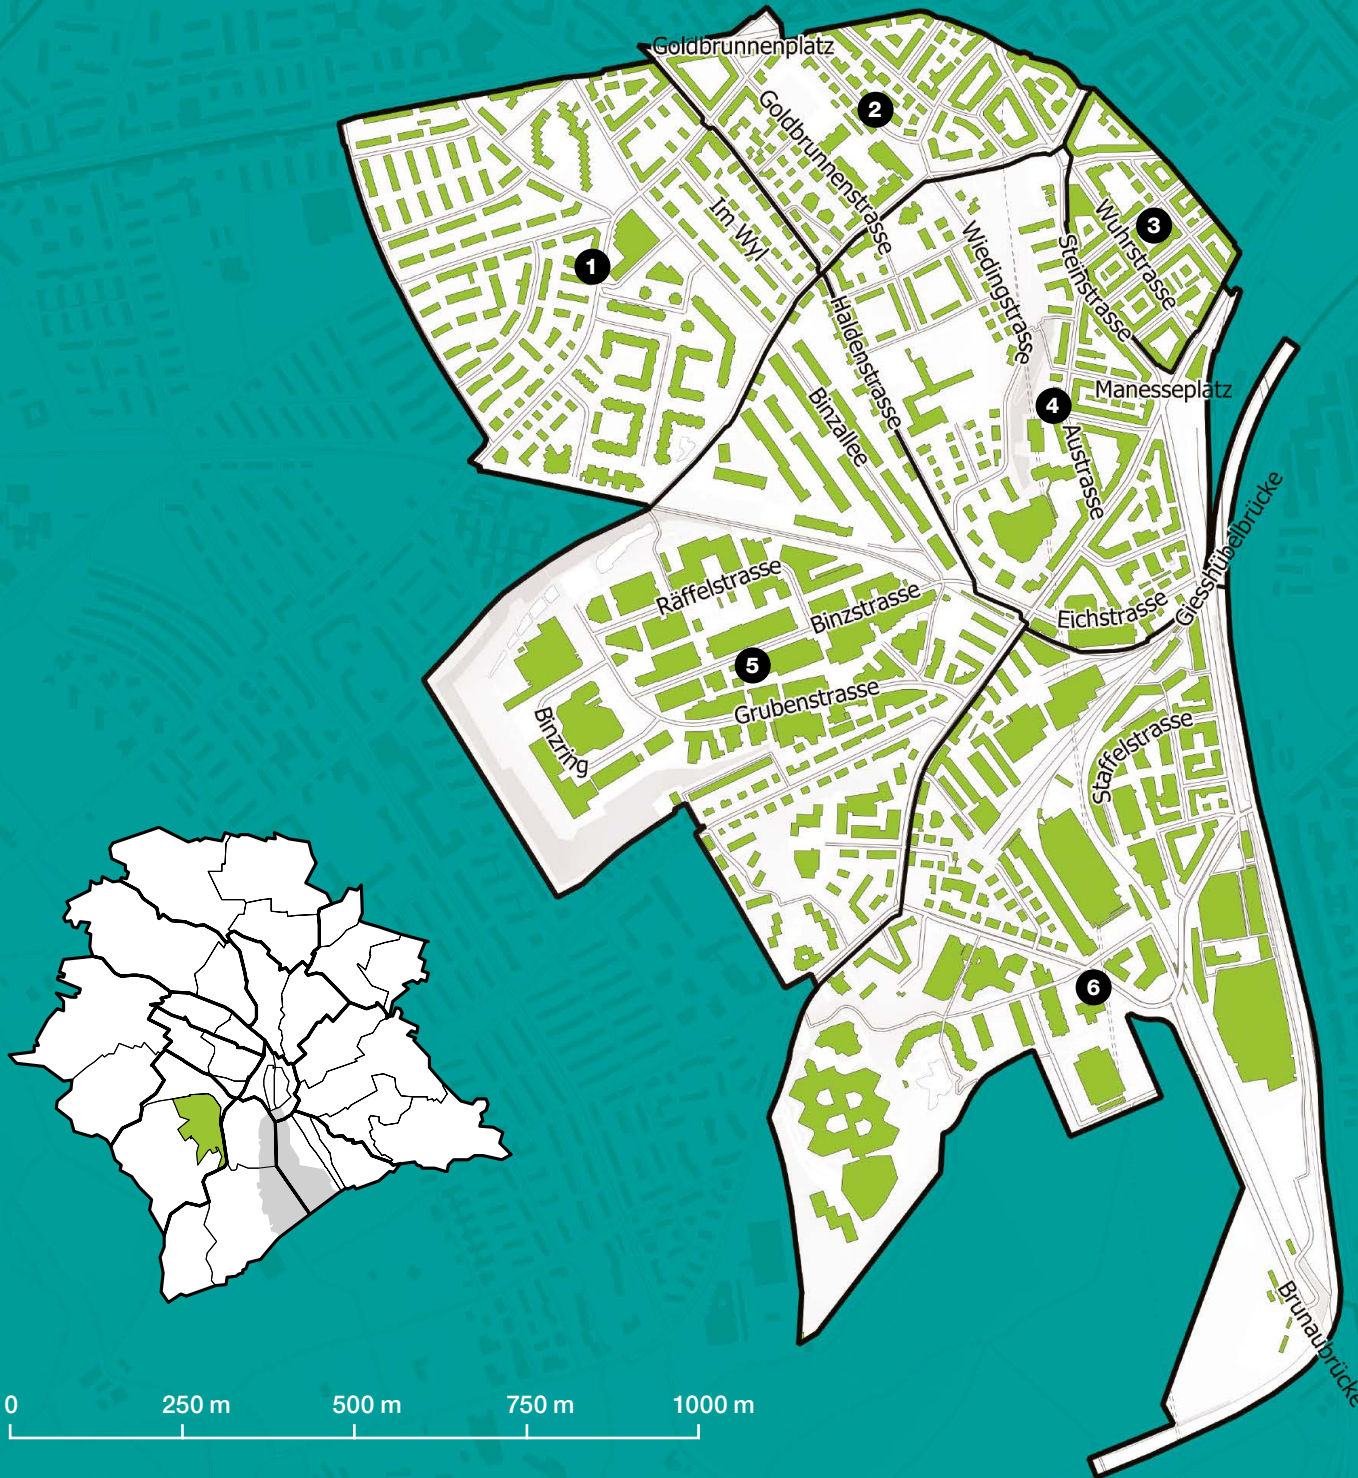 Goldbrunnenplatz
2
Goldbrunnenstrasse
Im Wyl
3
Wuhrstrasse
1
Wiedingstrasse
Steinstrasse
Haldenstrasse
Manesseplatz
4
Binzallee
Austrasse
Giesshübelbrücke
Räffelstrasse
Binzstrasse
Eichstrasse
5
Grubenstrasse
Binzring
Staffelstrasse
6
Brunaubrücke
0 250 m 500 m 750 m 1000 m